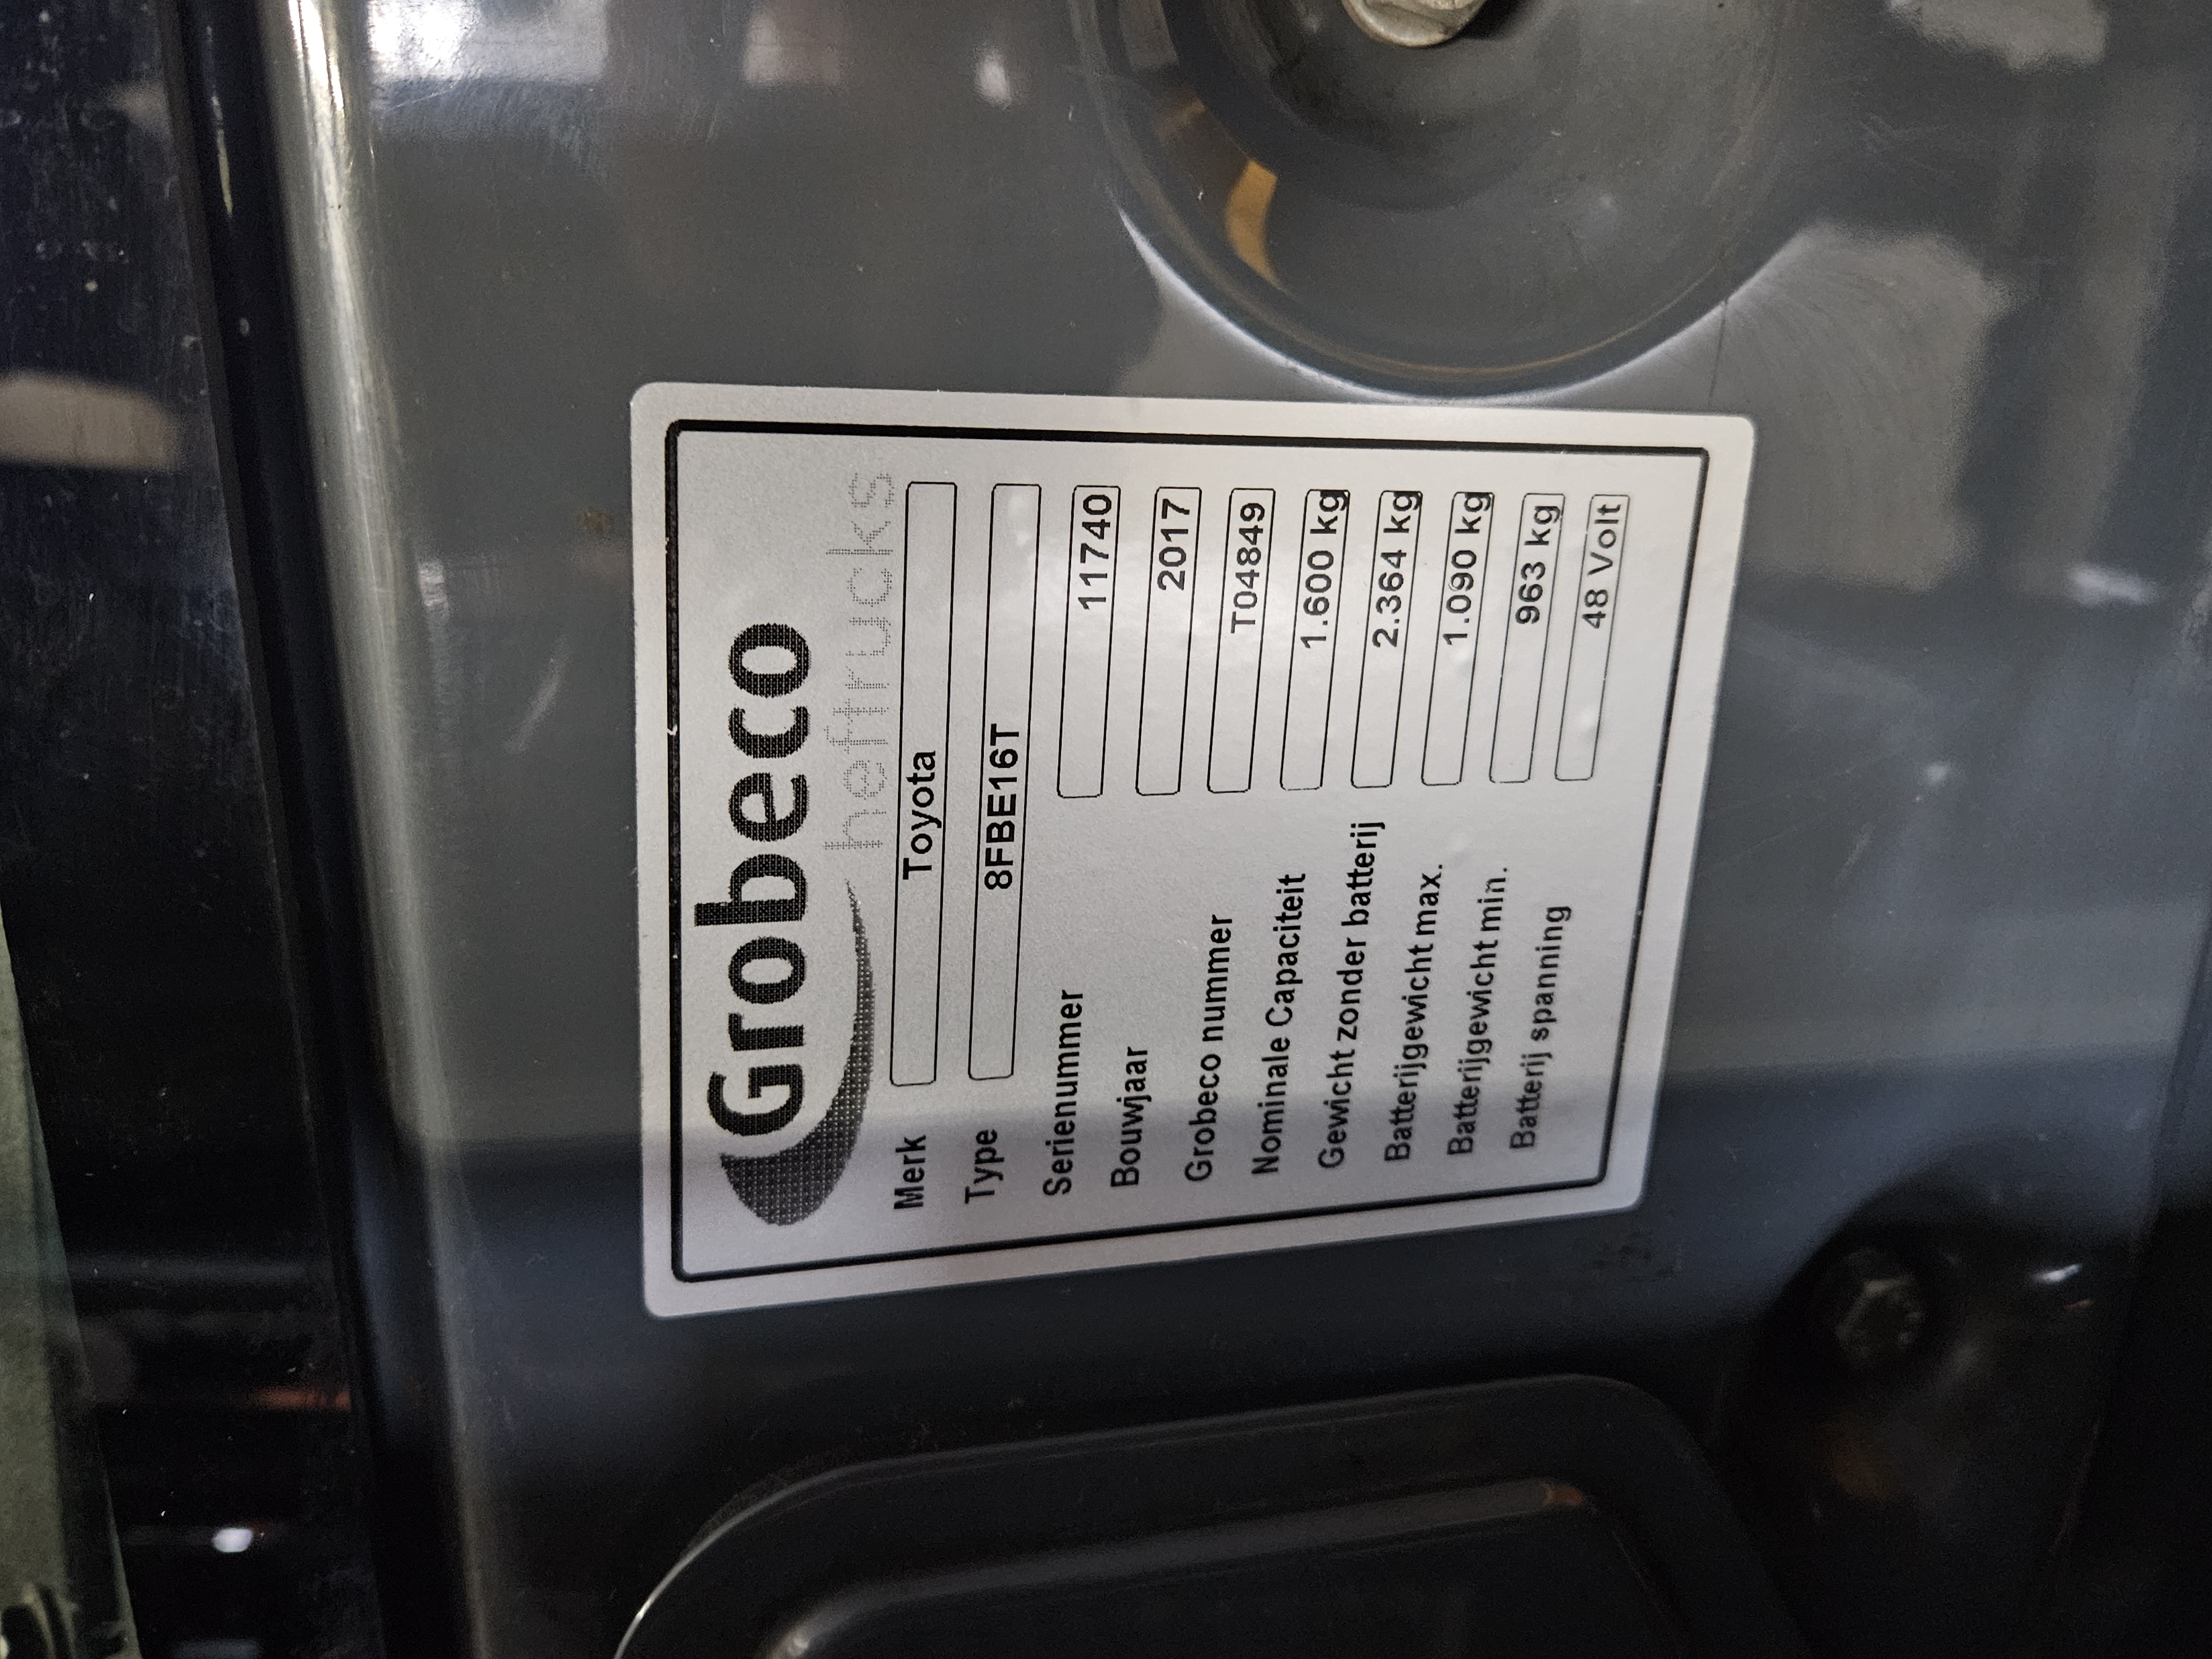 Grobeco
heftrucks
Merk Toyota
Type 8FBE16T
Serienummer 11740
Bouwjaar 2017
Grobeco nummer T04849
Nominale Capaciteit 1.600 kg
Gewicht zonder batterij 2.364 kg
Batterijgewicht max. 1.090 kg
Batterijgewicht min. 963 kg
Batterij spanning 48 Volt